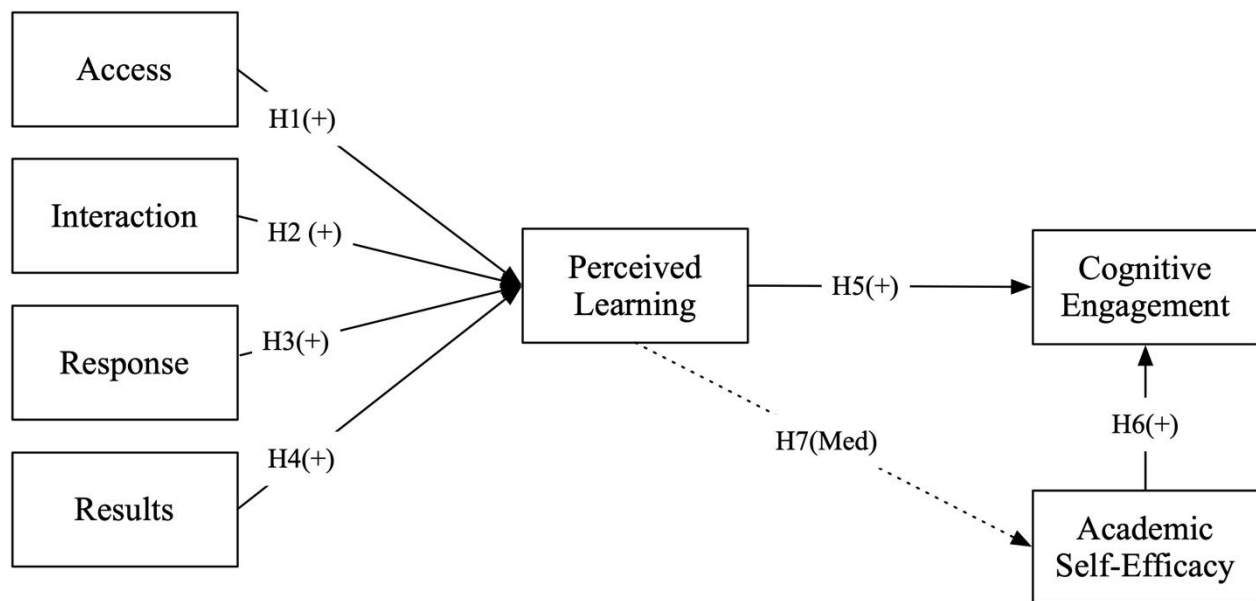 Access
H1(+)
Interaction
H2 (+)
Response
H3(+)
Results
H4(+)
Perceived
Learning
H5(+)
Cognitive
Engagement
H6(+)
H7(Med)
Academic
Self-Efficacy